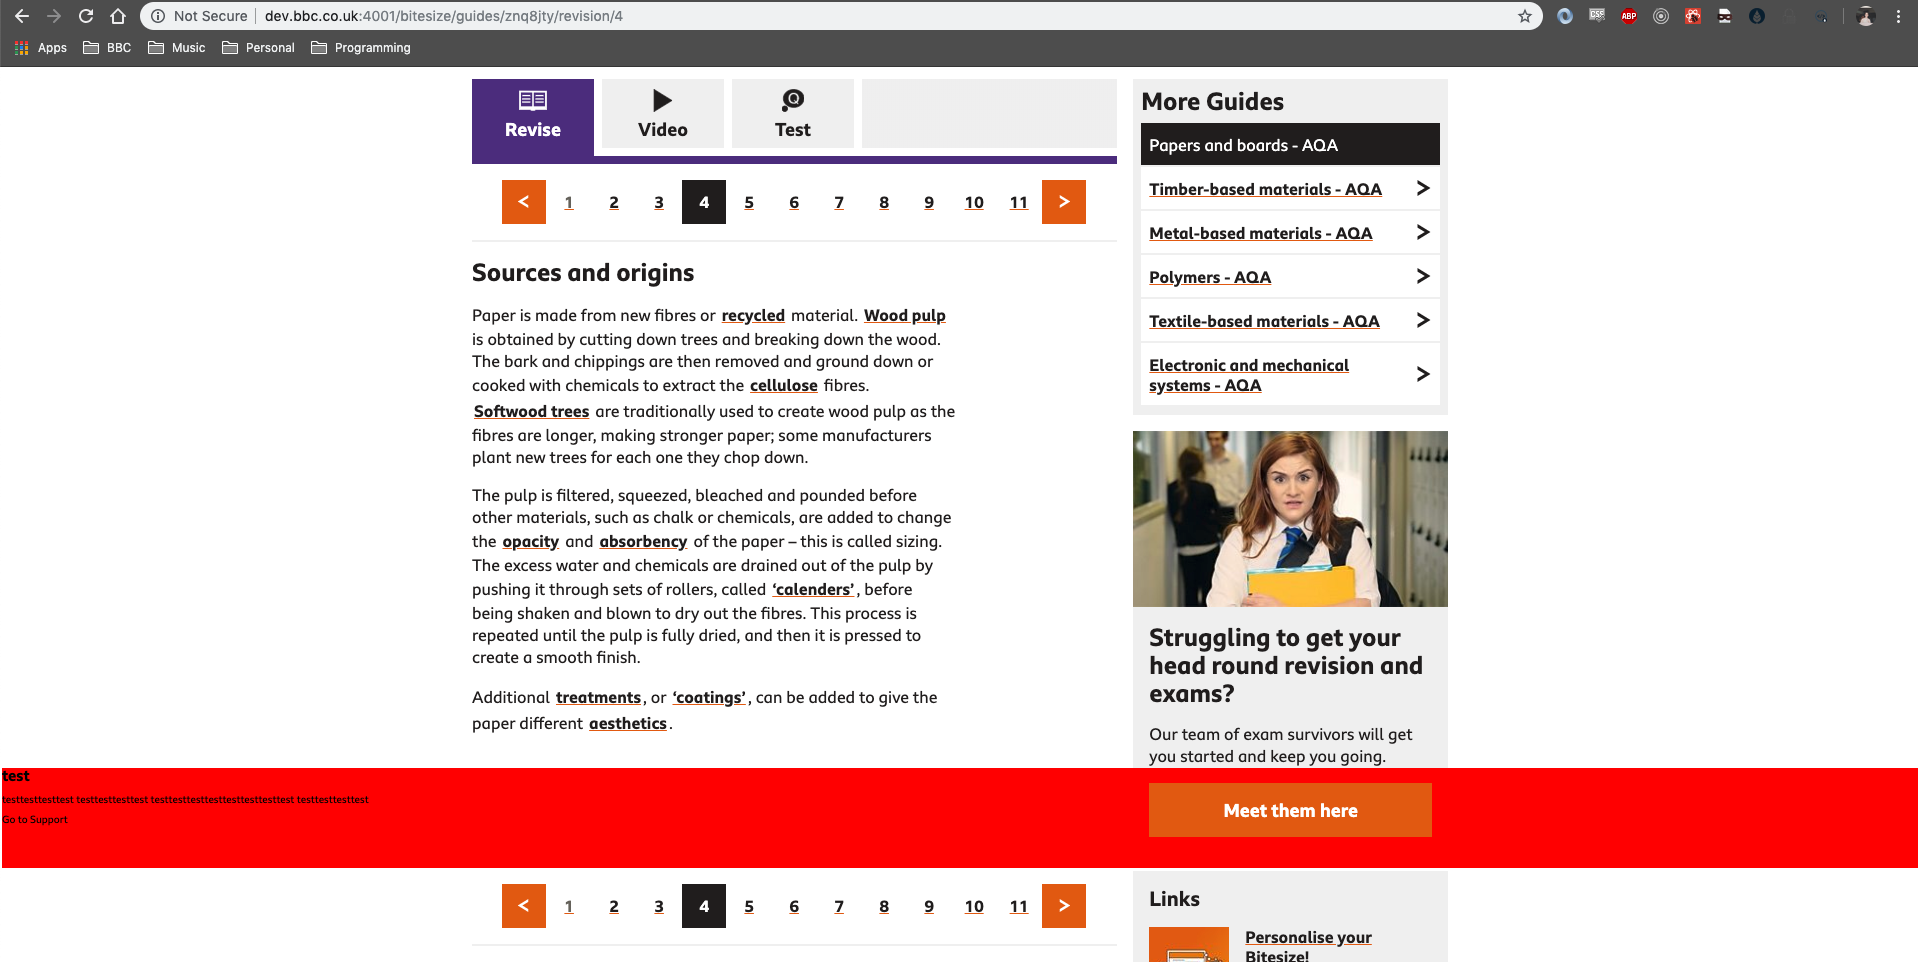 Not Secure
dev.bbc.co.uk:4001/bitesize/guides/znq8jty/revision/4
ABP
Apps BBC Music Personal Programming
Revise
Video
Test
< 1 2 3 4 5 6 7 8 9 10 11 >
Sources and origins
Paper is made from new fibres or recycled material. Wood pulp
is obtained by cutting down trees and breaking down the wood.
The bark and chippings are then removed and ground down or
cooked with chemicals to extract the cellulose fibres.
Softwood trees are traditionally used to create wood pulp as the
fibres are longer, making stronger paper; some manufacturers
plant new trees for each one they chop down.
The pulp is filtered, squeezed, bleached and pounded before
other materials, such as chalk or chemicals, are added to change
the opacity and absorbency of the paper – this is called sizing.
The excess water and chemicals are drained out of the pulp by
pushing it through sets of rollers, called ‘calenders’, before
being shaken and blown to dry out the fibres. This process is
repeated until the pulp is fully dried, and then it is pressed to
create a smooth finish.
Additional treatments, or ‘coatings’, can be added to give the
paper different aesthetics.
test
testtesttesttest testtesttesttest testtesttesttesttesttesttesttest testtesttesttest
Go to Support
< 1 2 3 4 5 6 7 8 9 10 11 >
More Guides
Papers and boards - AQA
Timber-based materials - AQA >
Metal-based materials - AQA >
Polymers - AQA >
Textile-based materials - AQA >
Electronic and mechanical
systems - AQA >
Struggling to get your
head round revision and
exams?
Our team of exam survivors will get
you started and keep you going.
Meet them here
Links
Personalise your
Bitesize!